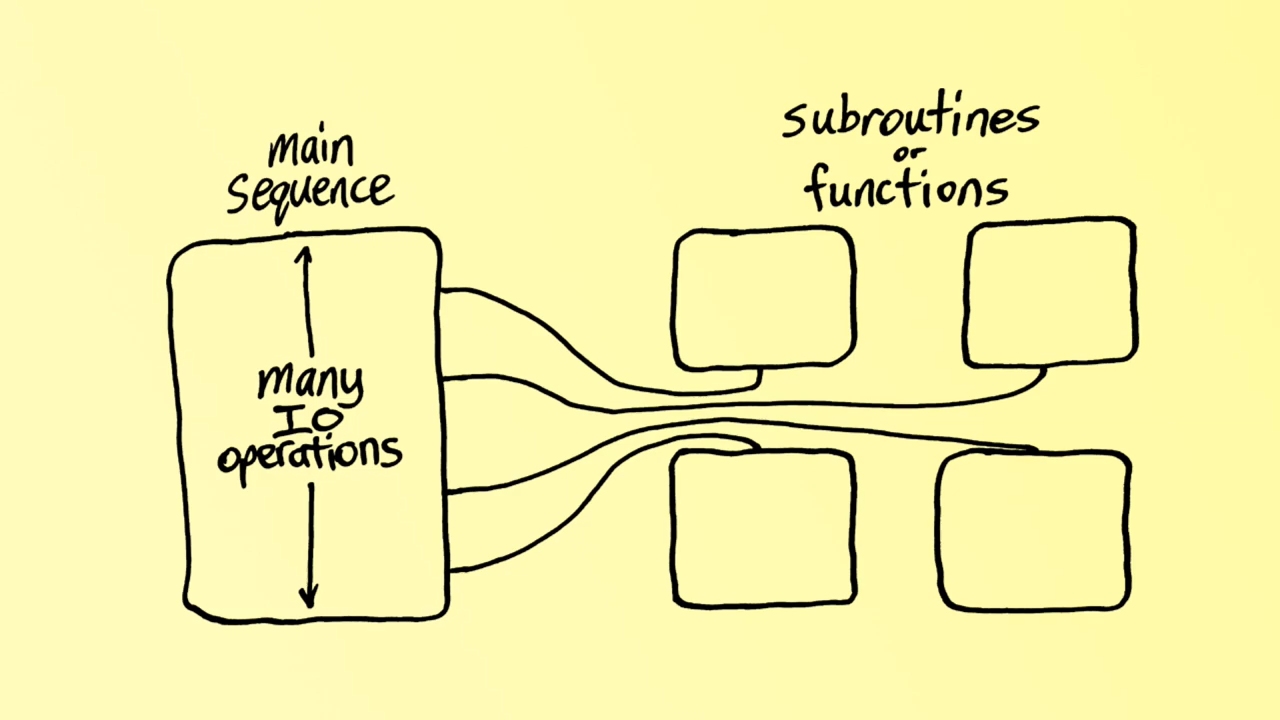 main
sequence
many
IO
operations
subroutines
or
functions